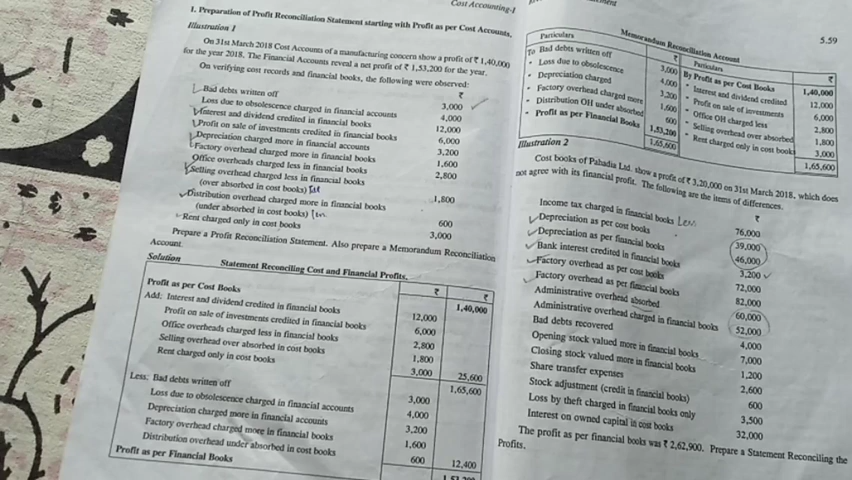 Cost Accounting-I
1. Preparation of Profit Reconciliation Statement starting with Profit as per Cost Accounts.
Illustration 1
On 31st March 2018 Cost Accounts of a manufacturing concern show a profit of ₹ 1,40,000
for the year 2018. The Financial Accounts reveal a net profit of ₹ 1,53,200 for the year.
On verifying cost records and financial books, the following were observed:
₹
Bad debts written off 3,000
Loss due to obsolescence charged in financial accounts 4,000
Interest and dividend credited in financial books 12,000
Profit on sale of investments credited in financial books 6,000
Depreciation charged more in financial accounts 3,200
Factory overhead charged more in financial books 1,600
Office overheads charged less in financial books 2,800
Selling overhead charged less in financial books
(over absorbed in cost books) 1,800
Distribution overhead charged more in financial books
(under absorbed in cost books) 600
Rent charged only in cost books 3,000
Prepare a Profit Reconciliation Statement. Also prepare a Memorandum Reconciliation
Account.
Solution
Statement Reconciling Cost and Financial Profits.
₹ ₹
Profit as per Cost Books 1,40,000
Add: Interest and dividend credited in financial books 12,000
Profit on sale of investments credited in financial books 6,000
Office overheads charged less in financial books 2,800
Selling overhead over absorbed in cost books 1,800
Rent charged only in cost books 3,000 25,600
1,65,600
Less: Bad debts written off 3,000
Loss due to obsolescence charged in financial accounts 4,000
Depreciation charged more in financial accounts 3,200
Factory overhead charged more in financial books 1,600
Distribution overhead under absorbed in cost books 600 12,400
Profit as per Financial Books 1,53,200
5.59
Memorandum Reconciliation Account
Particulars ₹ Particulars ₹
To Bad debts written off 3,000 By Profit as per Cost Books 1,40,000
" Loss due to obsolescence 4,000 " Interest and dividend credited 12,000
" Depreciation charged 3,200 " Profit on sale of investments 6,000
" Factory overhead charged more 1,600 " Office OH charged less 2,800
" Distribution OH under absorbed 600 " Selling overhead over absorbed 1,800
" Profit as per Financial Books 1,53,200 " Rent charged only in cost books 3,000
1,65,600 1,65,600
Illustration 2
Cost books of Pahadia Ltd. show a profit of ₹ 3,20,000 on 31st March 2018, which does
not agree with its financial profit. The following are the items of differences.
₹
Income tax charged in financial books Less 76,000
Depreciation as per cost books 39,000
Depreciation as per financial books 46,000
Bank interest credited in financial books 3,200
Factory overhead as per cost books 72,000
Factory overhead as per financial books 82,000
Administrative overhead absorbed 60,000
Administrative overhead charged in financial books 52,000
Bad debts recovered 4,000
Opening stock valued more in financial books 7,000
Closing stock valued more in financial books 1,200
Share transfer expenses 2,600
Stock adjustment (credit in financial books) 600
Loss by theft charged in financial books only 3,500
Interest on owned capital in cost books 32,000
The profit as per financial books was ₹ 2,62,900. Prepare a Statement Reconciling the
Profits.